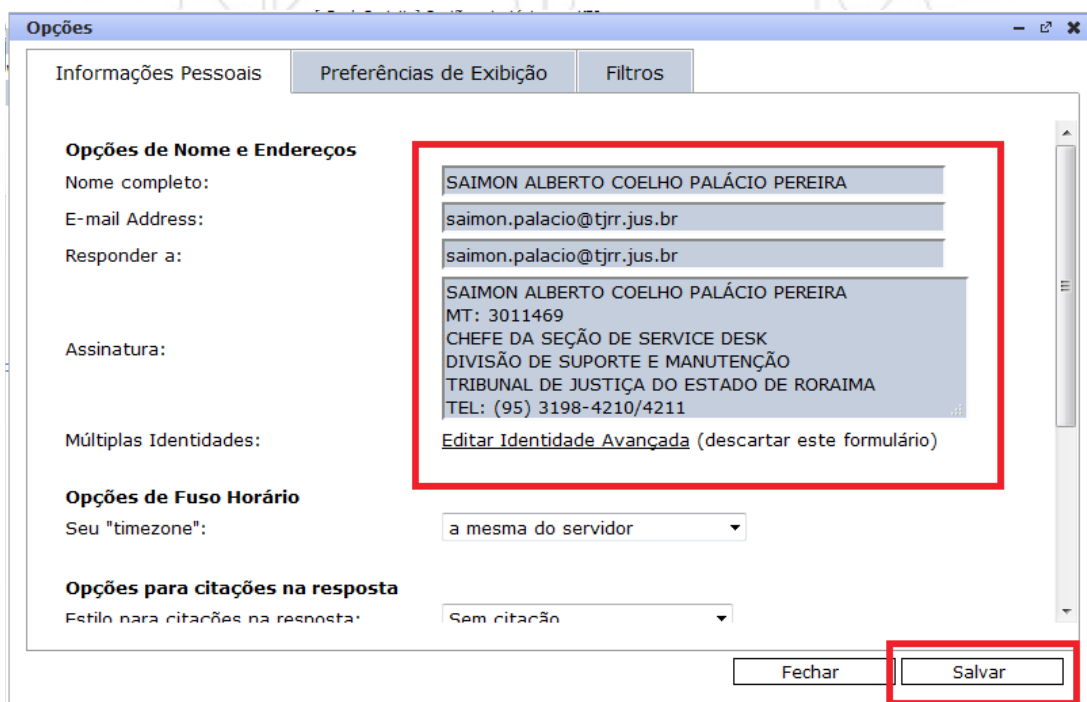 Opções
Informações Pessoais Preferências de Exibição Filtros
Opções de Nome e Endereços
Nome completo: SAIMON ALBERTO COELHO PALÁCIO PEREIRA
E-mail Address: saimon.palacio@tjrr.jus.br
Responder a: saimon.palacio@tjrr.jus.br
SAIMON ALBERTO COELHO PALÁCIO PEREIRA
MT: 3011469
CHEFE DA SEÇÃO DE SERVICE DESK
Assinatura:
DIVISÃO DE SUPORTE E MANUTENÇÃO
TRIBUNAL DE JUSTIÇA DO ESTADO DE RORAIMA
TEL: (95) 3198-4210/4211
Múltiplas Identidades: Editar Identidade Avançada (descartar este formulário)
Opções de Fuso Horário
Seu "timezone": a mesma do servidor
Opções para citações na resposta
Estilo para citações na resposta: Sem citação
Fechar Salvar